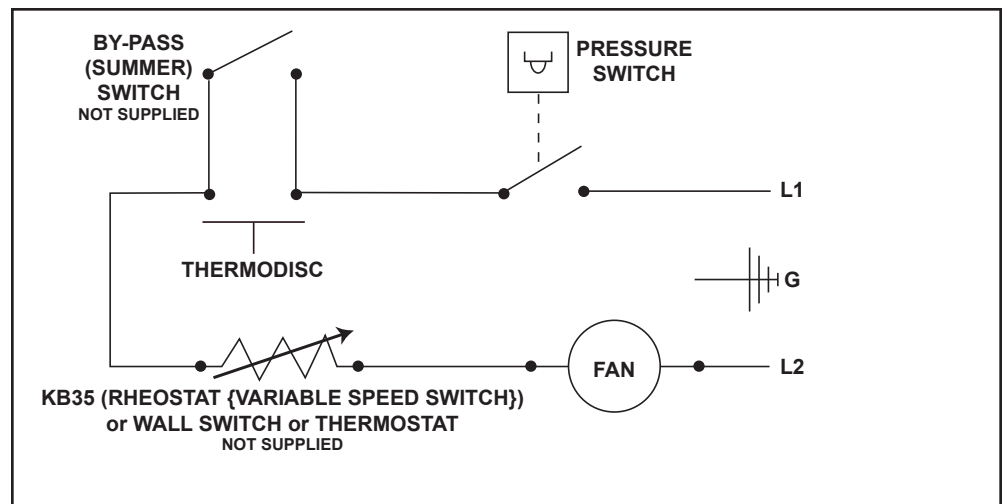 BY-PASS
(SUMMER)
SWITCH
NOT SUPPLIED
PRESSURE
SWITCH
L1
THERMODISC
G
FAN
L2
KB35 (RHEOSTAT {VARIABLE SPEED SWITCH})
or WALL SWITCH or THERMOSTAT
NOT SUPPLIED